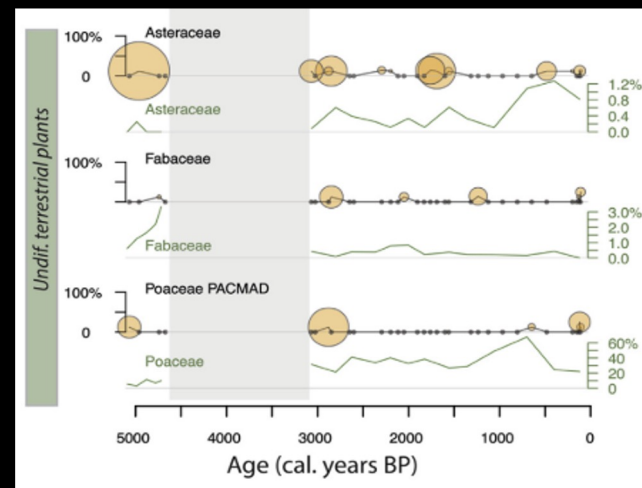 Undif. terrestrial plants
100%
Asteraceae
0
Asteraceae
1.2%
0.8
0.4
0.0
100%
Fabaceae
Fabaceae
3.0%
2.0
1.0
0.0
100%
Poaceae PACMAD
0
Poaceae
60%
40
20
0
5000 4000 3000 2000 1000 0
Age (cal. years BP)